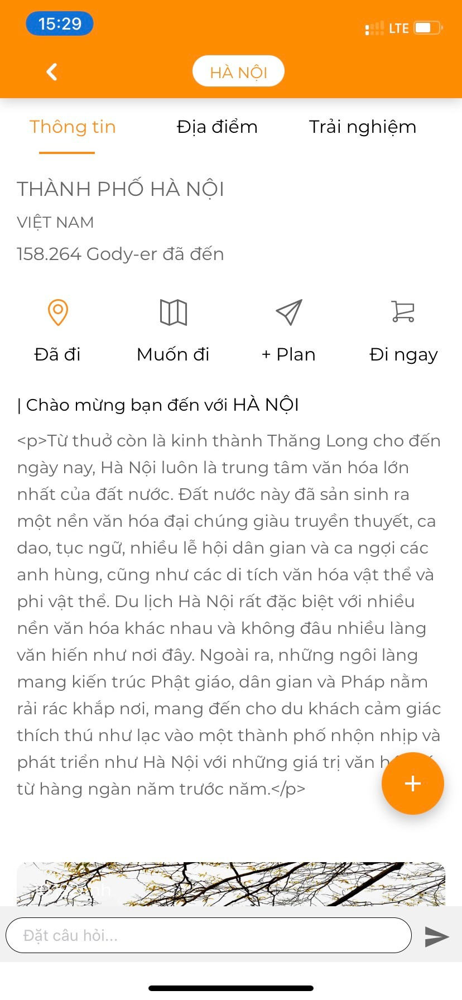 15:29
LTE
HÀ NỘI
Thông tin
Địa điểm
Trải nghiệm
THÀNH PHỐ HÀ NỘI
VIỆT NAM
158.264 Gody-er đã đến
Đã đi
Muốn đi
+ Plan
Đi ngay
| Chào mừng bạn đến với HÀ NỘI
<p>Từ thuở còn là kinh thành Thăng Long cho đến
ngày nay, Hà Nội luôn là trung tâm văn hóa lớn
nhất của đất nước. Đất nước này đã sản sinh ra
một nền văn hóa đại chúng giàu truyền thuyết, ca
dao, tục ngữ, nhiều lễ hội dân gian và ca ngợi các
anh hùng, cũng như các di tích văn hóa vật thể và
phi vật thể. Du lịch Hà Nội rất đặc biệt với nhiều
nền văn hóa khác nhau và không đâu nhiều làng
văn hiến như nơi đây. Ngoài ra, những ngôi làng
mang kiến trúc Phật giáo, dân gian và Pháp nằm
rải rác khắp nơi, mang đến cho du khách cảm giác
thích thú như lạc vào một thành phố nhộn nhịp và
phát triển như Hà Nội với những giá trị văn
từ hàng ngàn năm trước năm.</p>
Đặt câu hỏi...